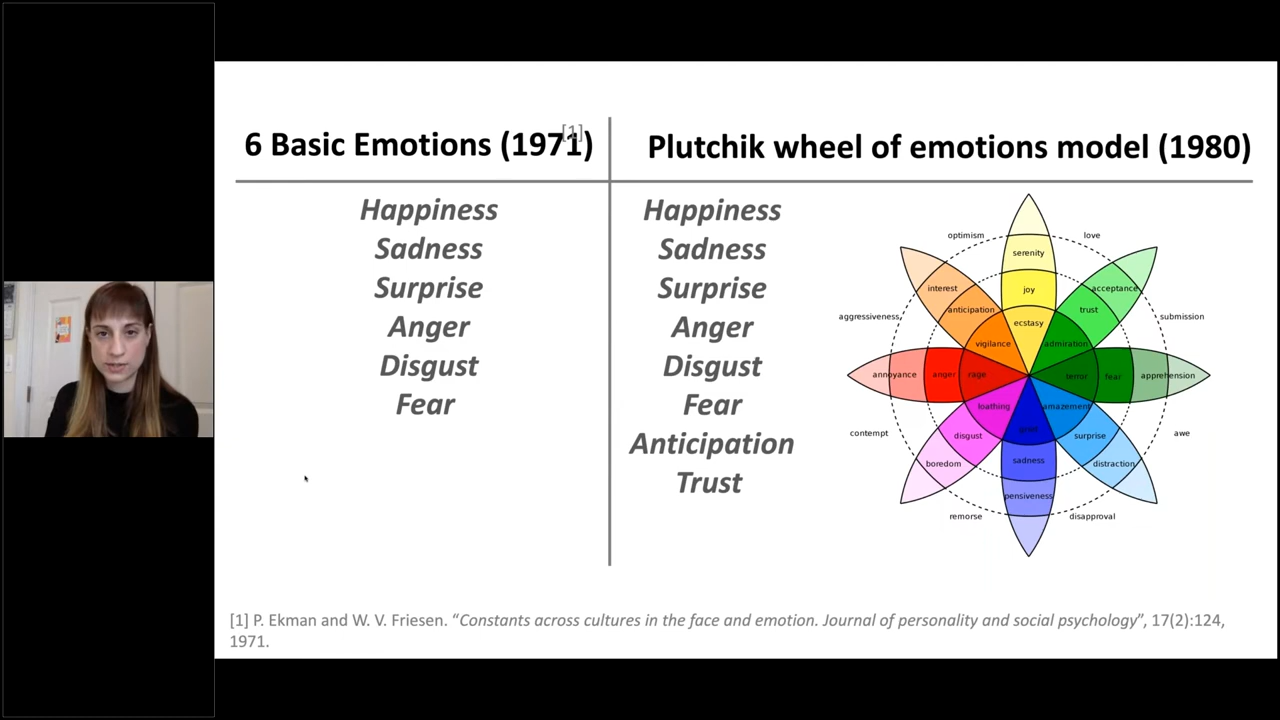 6 Basic Emotions (1971)
[1]
Happiness
Sadness
Surprise
Anger
Disgust
Fear
Plutchik wheel of emotions model (1980)
Happiness
Sadness
Surprise
Anger
Disgust
Fear
Anticipation
Trust
optimism
love
serenity
interest
acceptance
joy
anticipation
trust
aggressiveness
submission
ecstasy
vigilance
admiration
annoyance
anger
rage
terror
fear
apprehension
loathing
amazement
grief
contempt
awe
disgust
surprise
boredom
sadness
distraction
pensiveness
remorse
disapproval
[1] P. Ekman and W. V. Friesen. “Constants across cultures in the face and emotion. Journal of personality and social psychology”, 17(2):124,
1971.